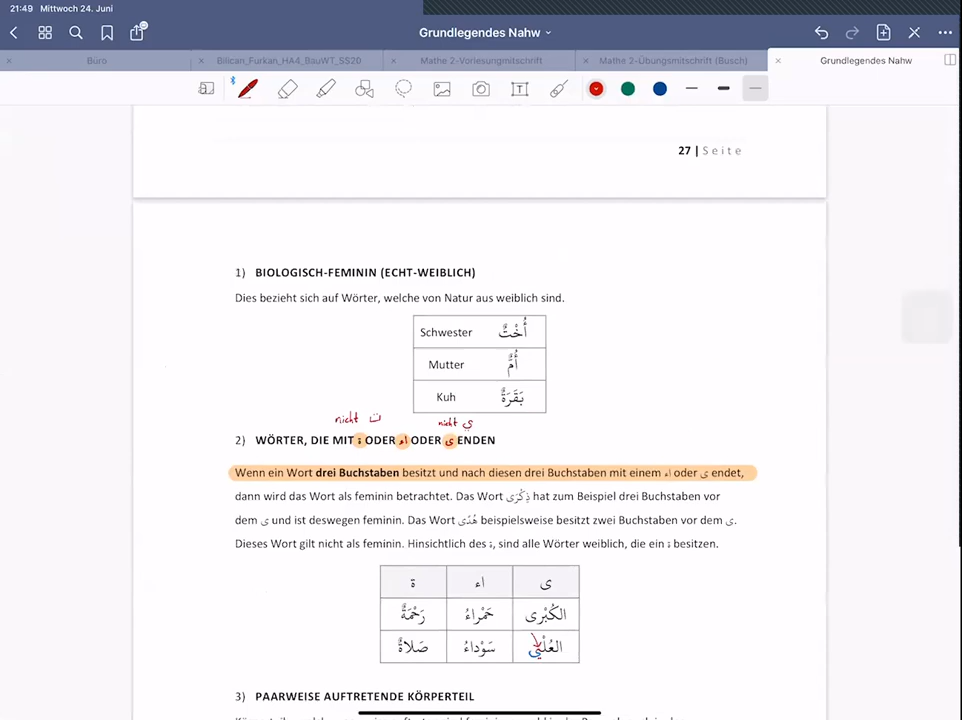 21:49 Mittwoch 24. Juni
Grundlegendes Nahw
Büro
Bilican_Furkan_HA4_BauWT_SS20
Mathe 2-Vorlesungmitschrift
Mathe 2-Übungsmitschrift (Busch)
Grundlegendes Nahw
27 | Seite
1) BIOLOGISCH-FEMININ (ECHT-WEIBLICH)
Dies bezieht sich auf Wörter, welche von Natur aus weiblich sind.
Schwester أُخْتٌ
Mutter أُمٌّ
Kuh بَقَرَةٌ
nicht ت nicht ي
2) WÖRTER, DIE MIT ة ODER اء ODER ى ENDEN
Wenn ein Wort drei Buchstaben besitzt und nach diesen drei Buchstaben mit einem اء oder ى endet,
dann wird das Wort als feminin betrachtet. Das Wort ذِكْرَى hat zum Beispiel drei Buchstaben vor
dem ى und ist deswegen feminin. Das Wort هُدًى beispielsweise besitzt zwei Buchstaben vor dem ى.
Dieses Wort gilt nicht als feminin. Hinsichtlich des ة, sind alle Wörter weiblich, die ein ة besitzen.
ة اء ى
رَحْمَةٌ حَمْراءُ الكُبْرى
صَلاةٌ سَوْداءُ
3) PAARWEISE AUFTRETENDE KÖRPERTEIL